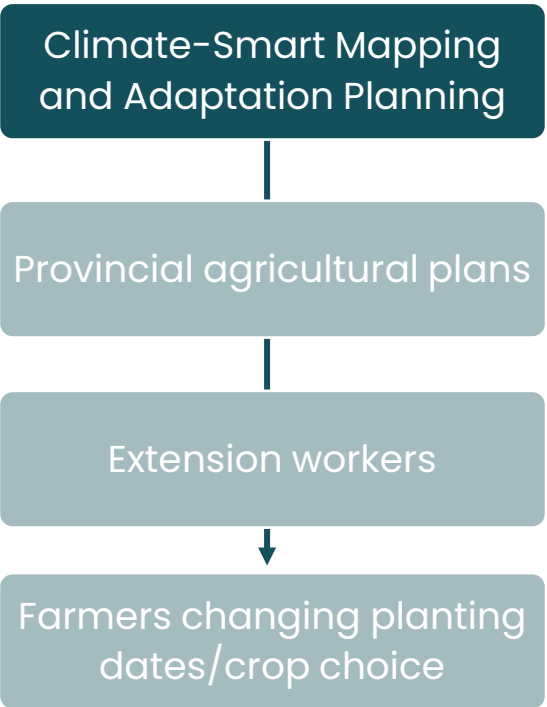 Climate-Smart Mapping
and Adaptation Planning
Provincial agricultural plans
Extension workers
Farmers changing planting
dates/crop choice